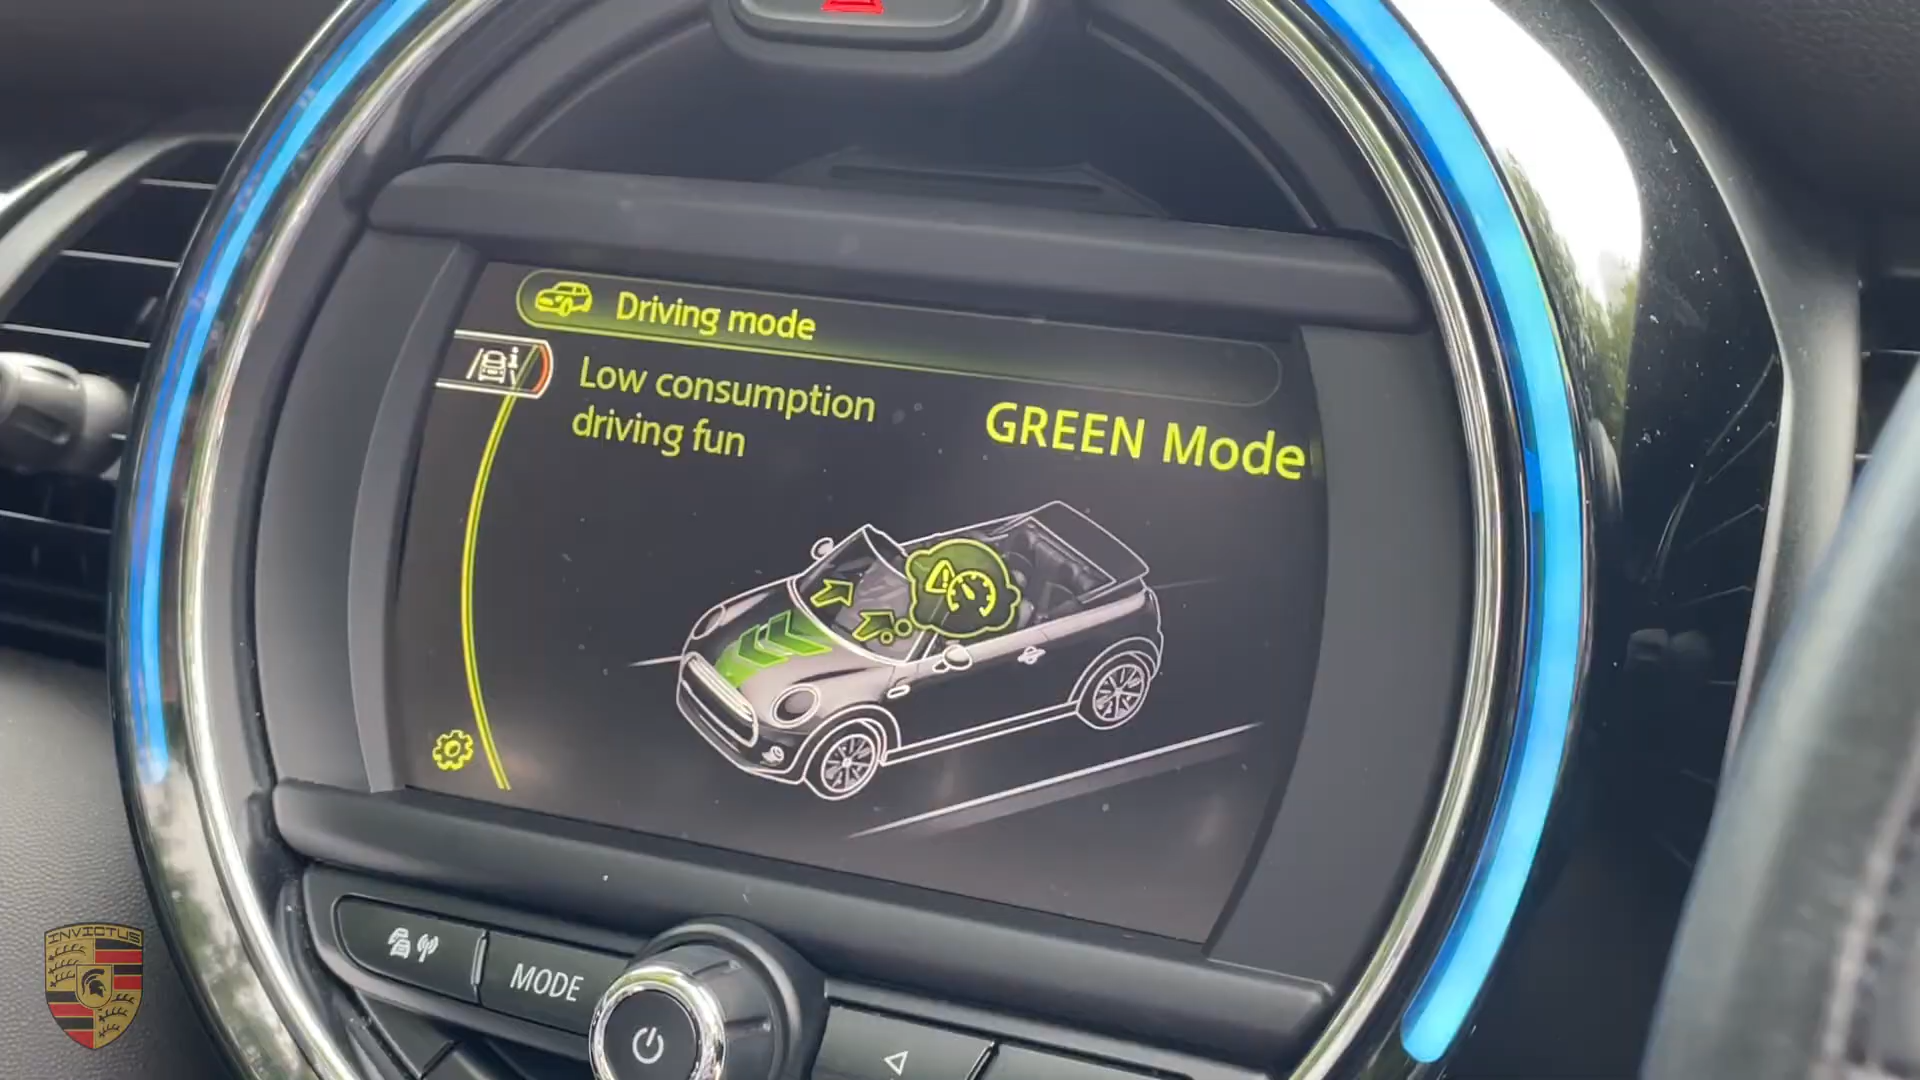 Driving mode
Low consumption
driving fun
GREEN Mode
MODE
INVICTUS